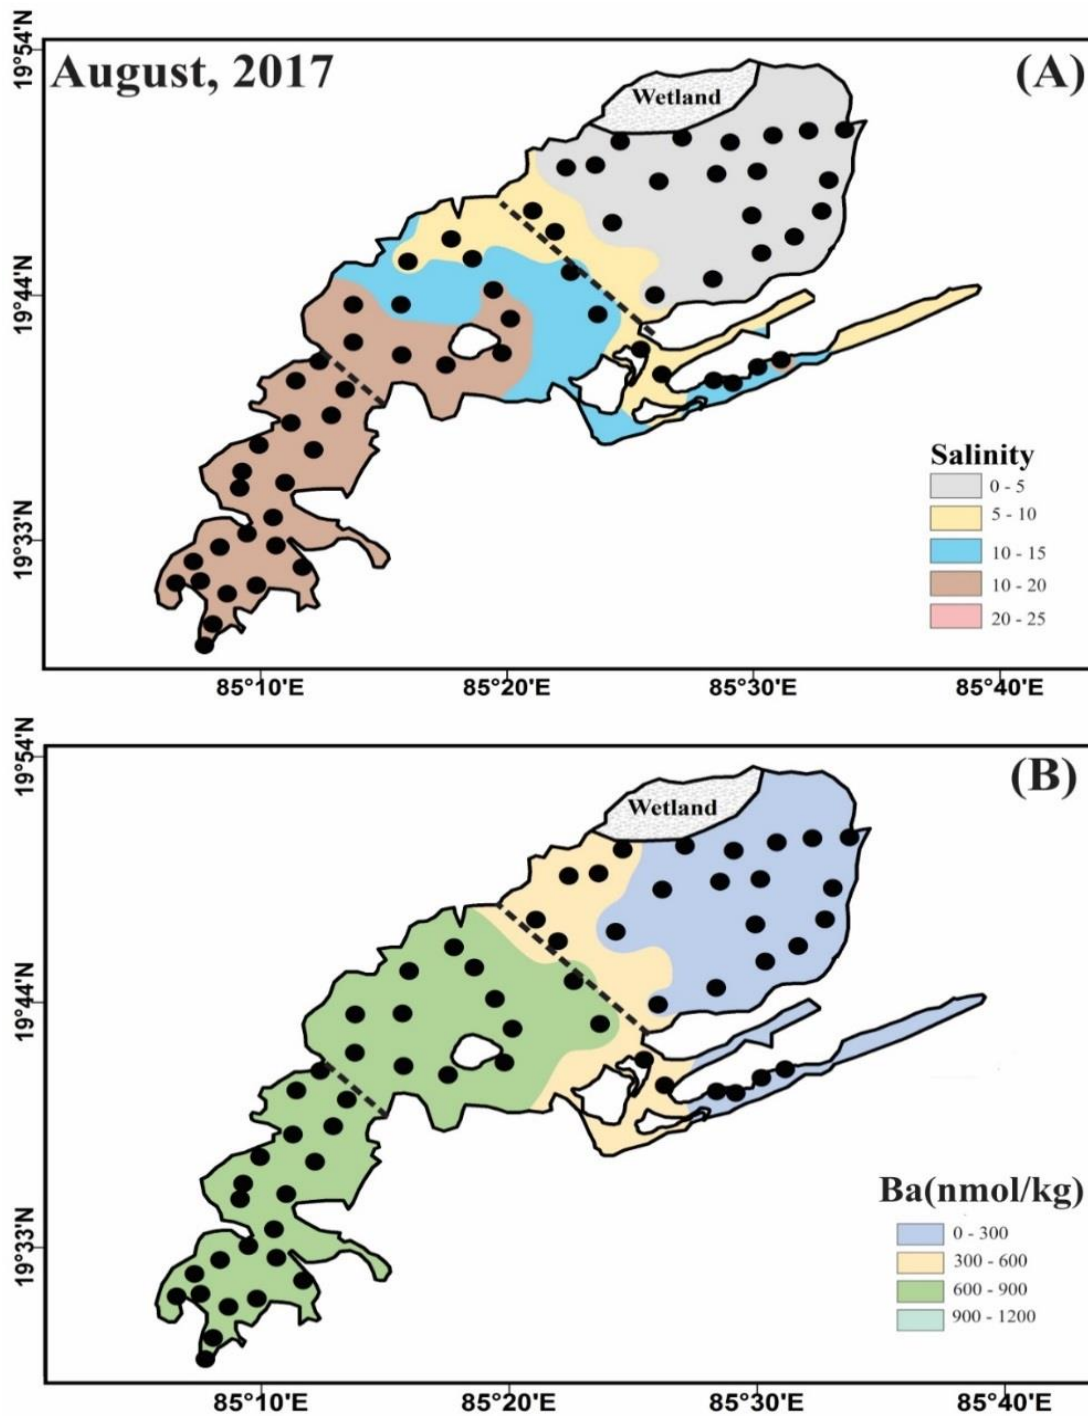 August, 2017
(A)
Wetland
19°54'N
19°44'N
19°33'N
Salinity
0 - 5
5 - 10
10 - 15
10 - 20
20 - 25
85°10'E
85°20'E
85°30'E
85°40'E
(B)
Wetland
19°54'N
19°44'N
19°33'N
Ba(nmol/kg)
0 - 300
300 - 600
600 - 900
900 - 1200
85°10'E
85°20'E
85°30'E
85°40'E